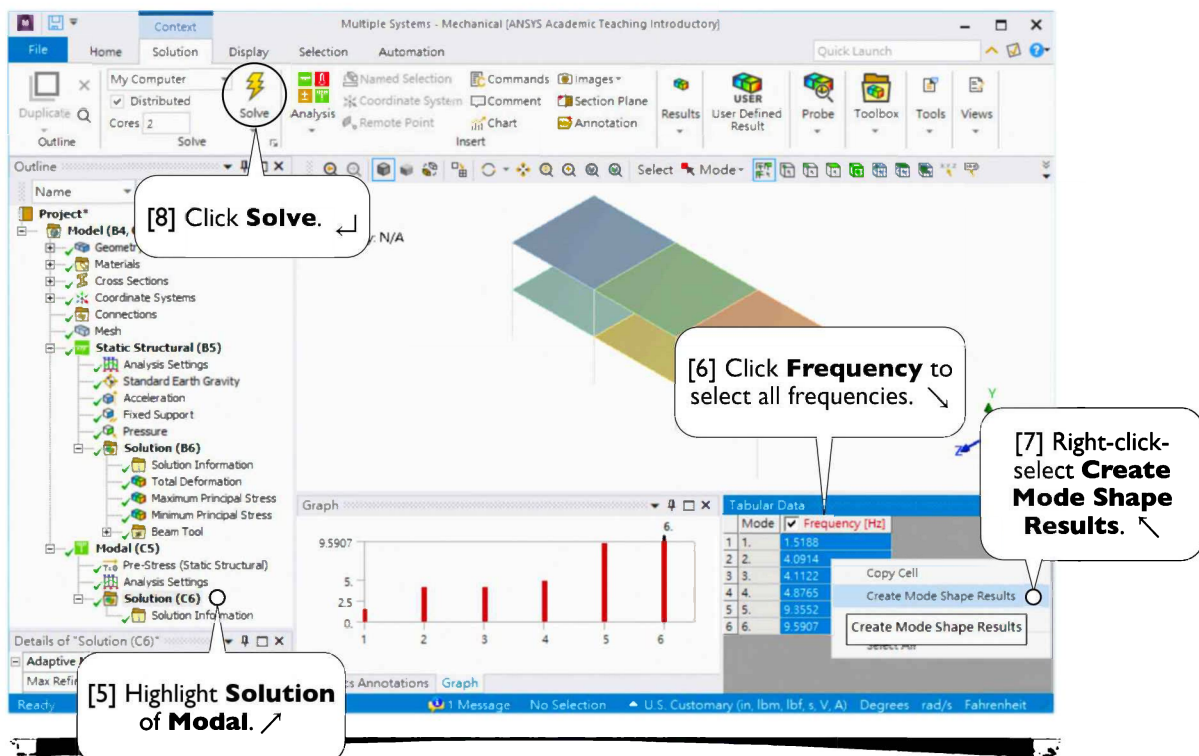 Context
Multiple Systems - Mechanical [ANSYS Academic Teaching Introductory]
File Home Solution Display Selection Automation
Quick Launch
My Computer
Distributed
Cores 2
Duplicate
Outline
Solve
Solve
Analysis
Named Selection
Coordinate System
Remote Point
Commands
Comment
Chart
Images
Section Plane
Annotation
Insert
Results
USER
User Defined
Result
Probe
Toolbox
Tools
Views
Outline
Name
Select Mode
[8] Click Solve. ↵
y: N/A
Project*
Model (B4,
Geometry
Materials
Cross Sections
Coordinate Systems
Connections
Mesh
Static Structural (B5)
Analysis Settings
Standard Earth Gravity
Acceleration
Fixed Support
Pressure
Solution (B6)
Solution Information
Total Deformation
Maximum Principal Stress
Minimum Principal Stress
Beam Tool
Modal (C5)
Pre-Stress (Static Structural)
Analysis Settings
Solution (C6)
Solution Information
Y
Z
[6] Click Frequency to
select all frequencies. ↘
[7] Right-click-
select Create
Mode Shape
Results. ↖
Graph
6.
9.5907
5.
2.5
0.
1 2 3 4 5 6
Tabular Data
Mode Frequency [Hz]
1 1. 1.5188
2 2. 4.0914
3 3. 4.1122
4 4. 4.8765
5 5. 9.3552
6 6. 9.5907
Copy Cell
Create Mode Shape Results
Create Mode Shape Results
Select All
Details of "Solution (C6)"
Adaptive
Max Refin
[5] Highlight Solution
of Modal. ↗
cs Annotations Graph
Ready
1 Message No Selection U.S. Customary (in, lbm, lbf, s, V, A) Degrees rad/s Fahrenheit